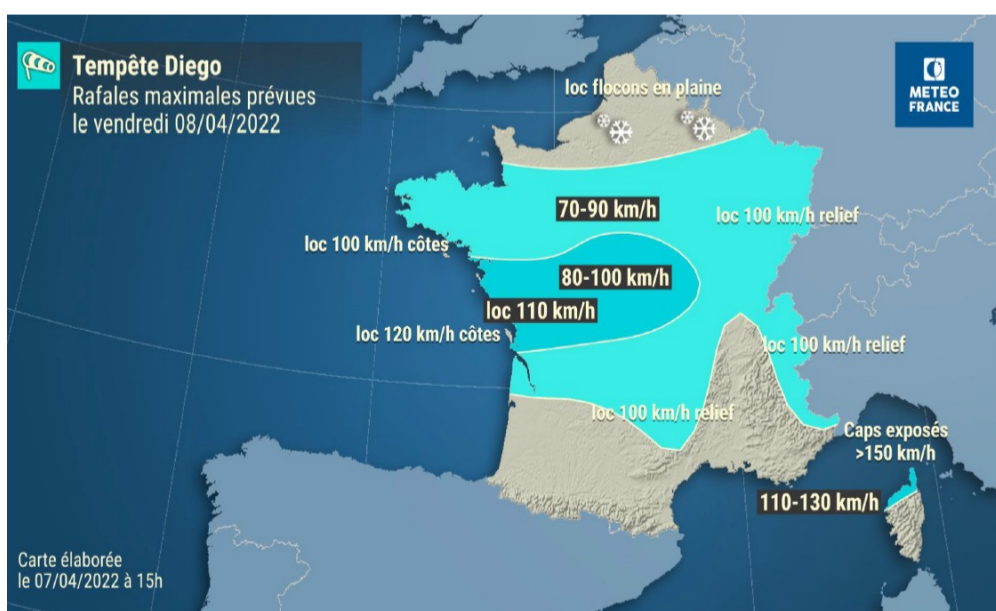 Tempête Diego
Rafales maximales prévues
le vendredi 08/04/2022
METEO
FRANCE
loc flocons en plaine
70-90 km/h
loc 100 km/h relief
loc 100 km/h côtes
80-100 km/h
loc 110 km/h
loc 120 km/h côtes
loc 100 km/h relief
loc 100 km/h relief
Caps exposés
>150 km/h
110-130 km/h
Carte élaborée
le 07/04/2022 à 15h